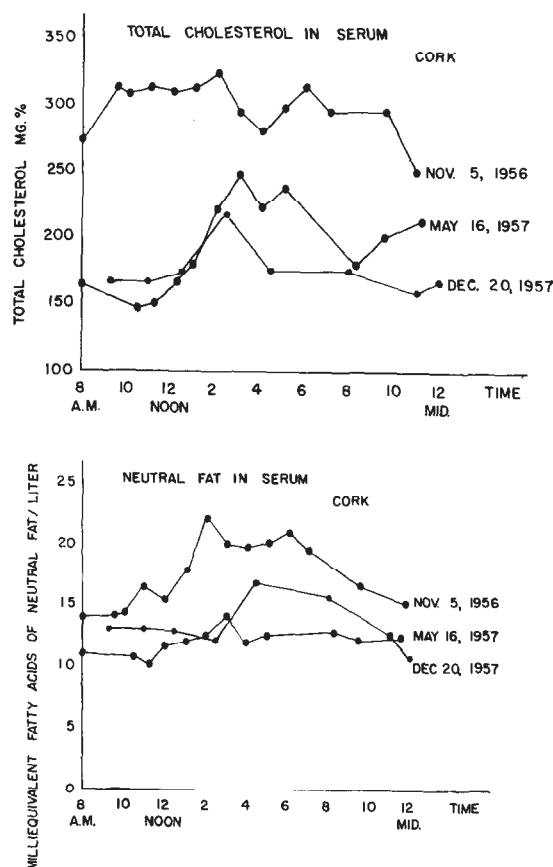 TOTAL CHOLESTEROL IN SERUM
CORK
TOTAL CHOLESTEROL MG.%
350
300
250
200
150
100
NOV. 5, 1956
MAY 16, 1957
DEC. 20, 1957
8 10 12 2 4 6 8 10 12 TIME
A.M. NOON MID.
NEUTRAL FAT IN SERUM
CORK
MILLIEQUIVALENT FATTY ACIDS OF NEUTRAL FAT/LITER
25
20
15
10
5
0
NOV. 5, 1956
MAY 16, 1957
DEC 20, 1957
8 10 12 2 4 6 8 10 12 TIME
A.M. NOON MID.